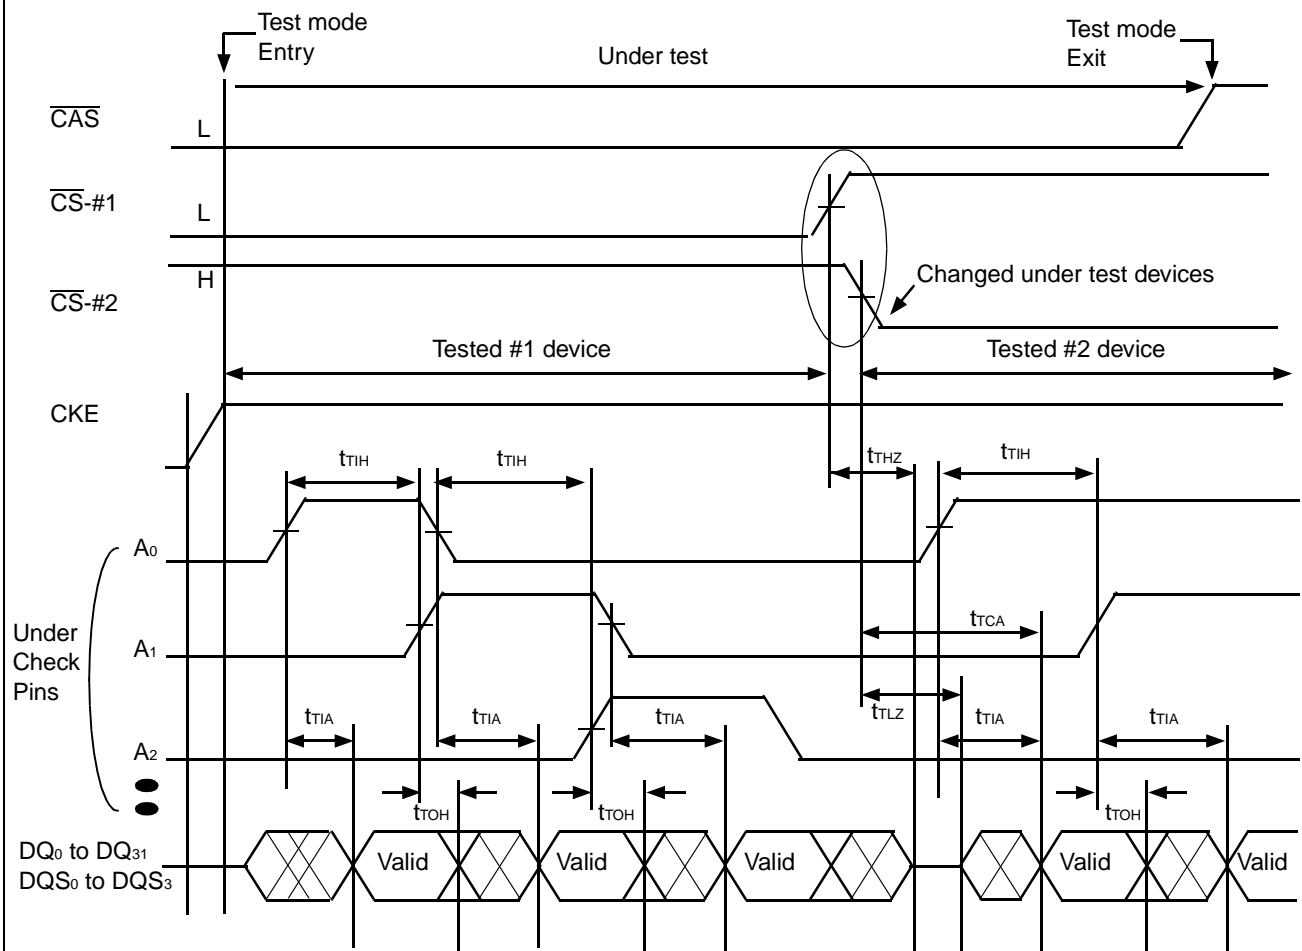 Test mode
Entry
Under test
Test mode
Exit
CAS
L
CS-#1
L
H
CS-#2
Changed under test devices
Tested #1 device
Tested #2 device
CKE
tTIH
tTIH
tTHZ
tTIH
A0
Under
Check
Pins
A1
tTCA
tTLZ
tTIA
tTIA
tTIA
tTIA
tTIA
A2
tTOH
tTOH
tTOH
DQ0 to DQ31
DQS0 to DQS3
Valid
Valid
Valid
Valid
Valid